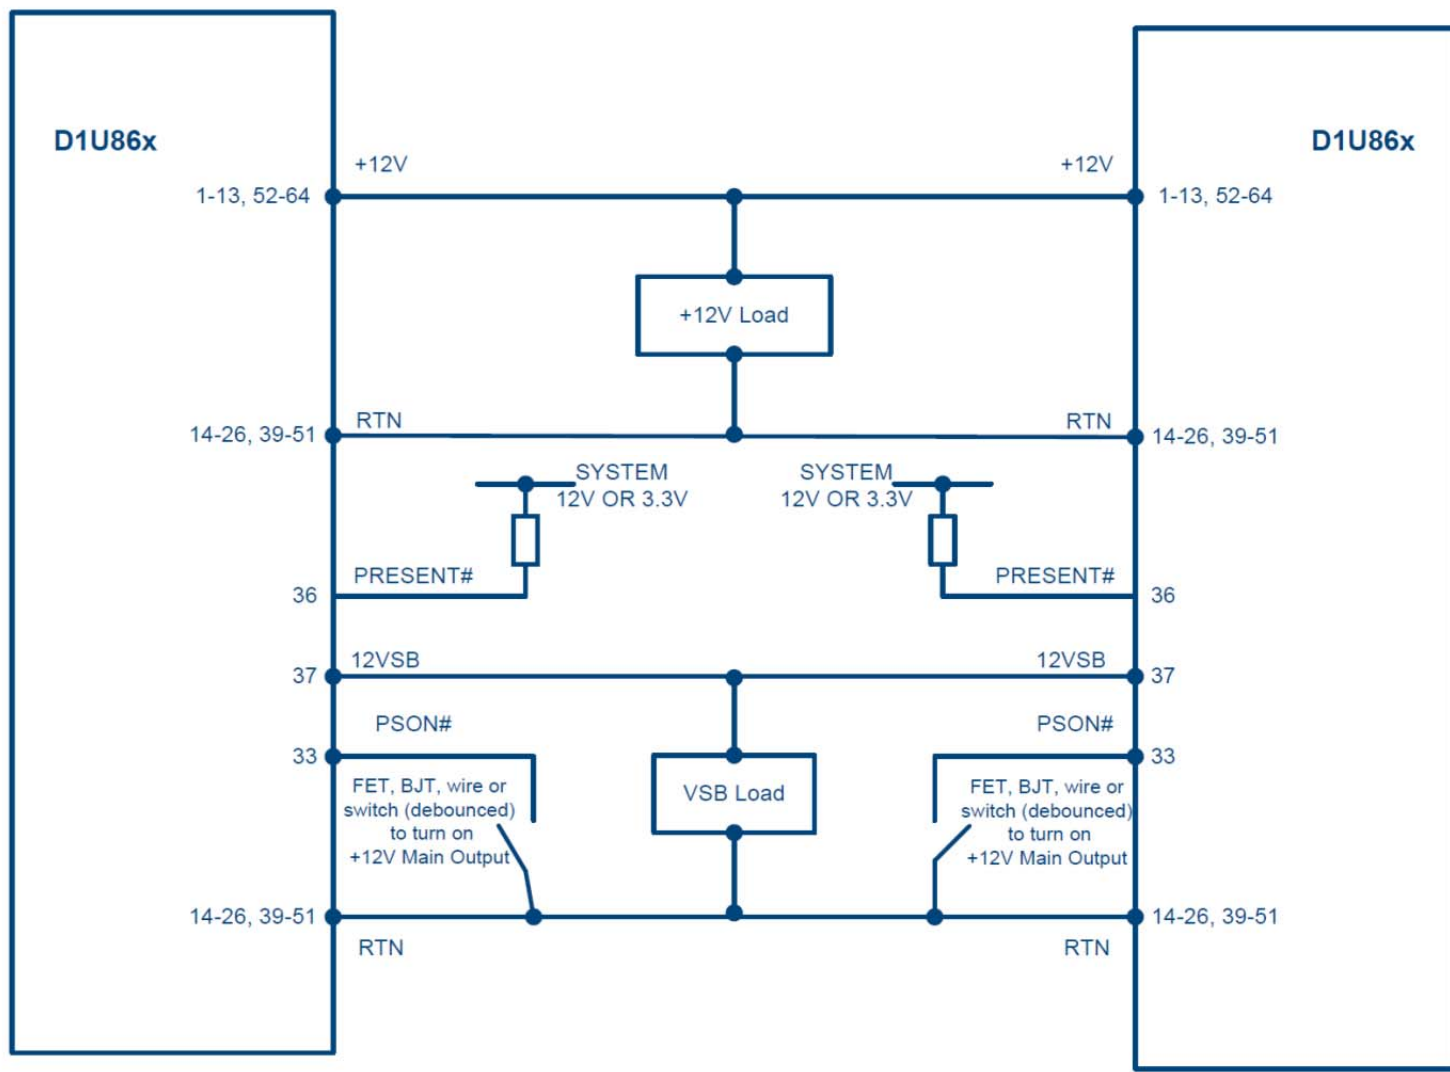 D1U86x
D1U86x
+12V
+12V
1-13, 52-64
1-13, 52-64
+12V Load
RTN
RTN
14-26, 39-51
14-26, 39-51
SYSTEM
12V OR 3.3V
SYSTEM
12V OR 3.3V
PRESENT#
PRESENT#
36
36
12VSB
12VSB
37
37
PSON#
PSON#
33
33
FET, BJT, wire or
switch (debounced)
to turn on
+12V Main Output
VSB Load
FET, BJT, wire or
switch (debounced)
to turn on
+12V Main Output
14-26, 39-51
14-26, 39-51
RTN
RTN